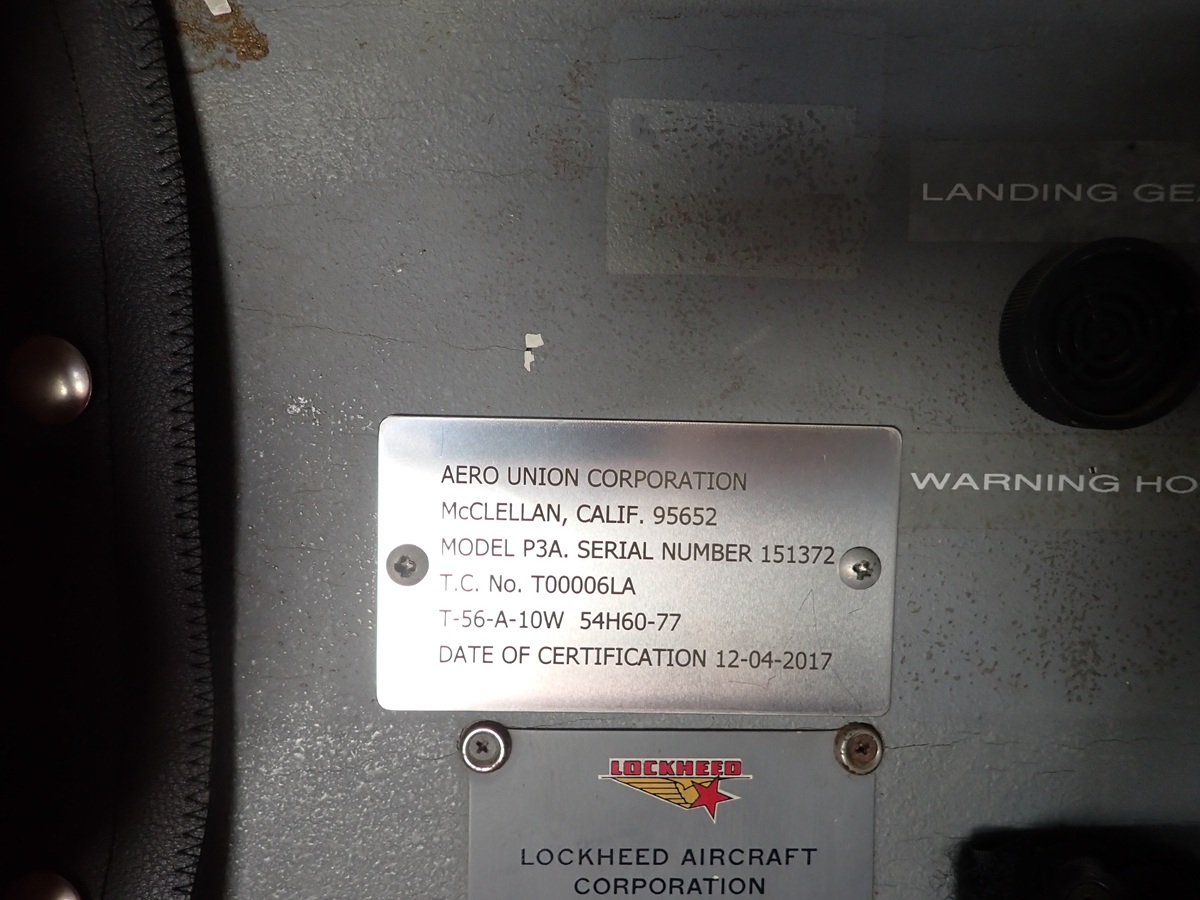 LANDING GE
WARNING HO
AERO UNION CORPORATION
McCLELLAN, CALIF. 95652
MODEL P3A. SERIAL NUMBER 151372
T.C. No. T00006LA
T-56-A-10W 54H60-77
DATE OF CERTIFICATION 12-04-2017
LOCKHEED
LOCKHEED AIRCRAFT
CORPORATION